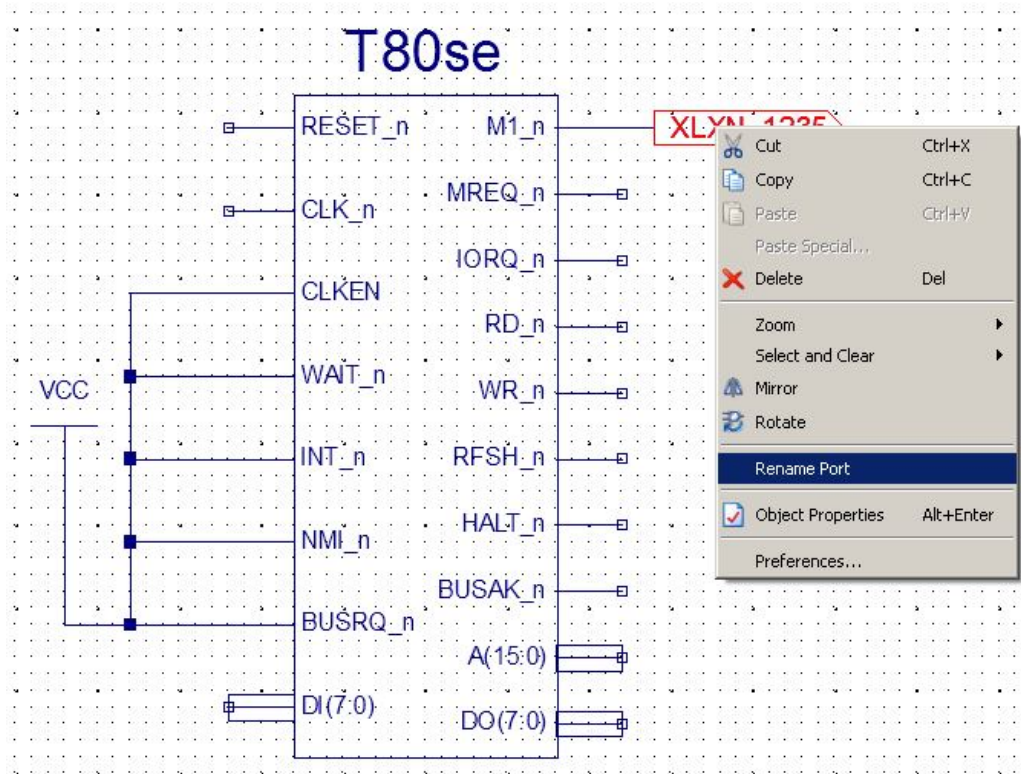 T80se
RESET_n
M1_n
XLXN_1235
MREQ_n
CLK_n
IORQ_n
CLKEN
RD_n
WAIT_n
VCC
WR_n
INT_n
RFSH_n
HALT_n
NMI_n
BUSAK_n
BUSRQ_n
A(15:0)
DI(7:0)
DO(7:0)
Cut Ctrl+X
Copy Ctrl+C
Paste Ctrl+V
Paste Special...
Delete Del
Zoom
Select and Clear
Mirror
Rotate
Rename Port
Object Properties Alt+Enter
Preferences...